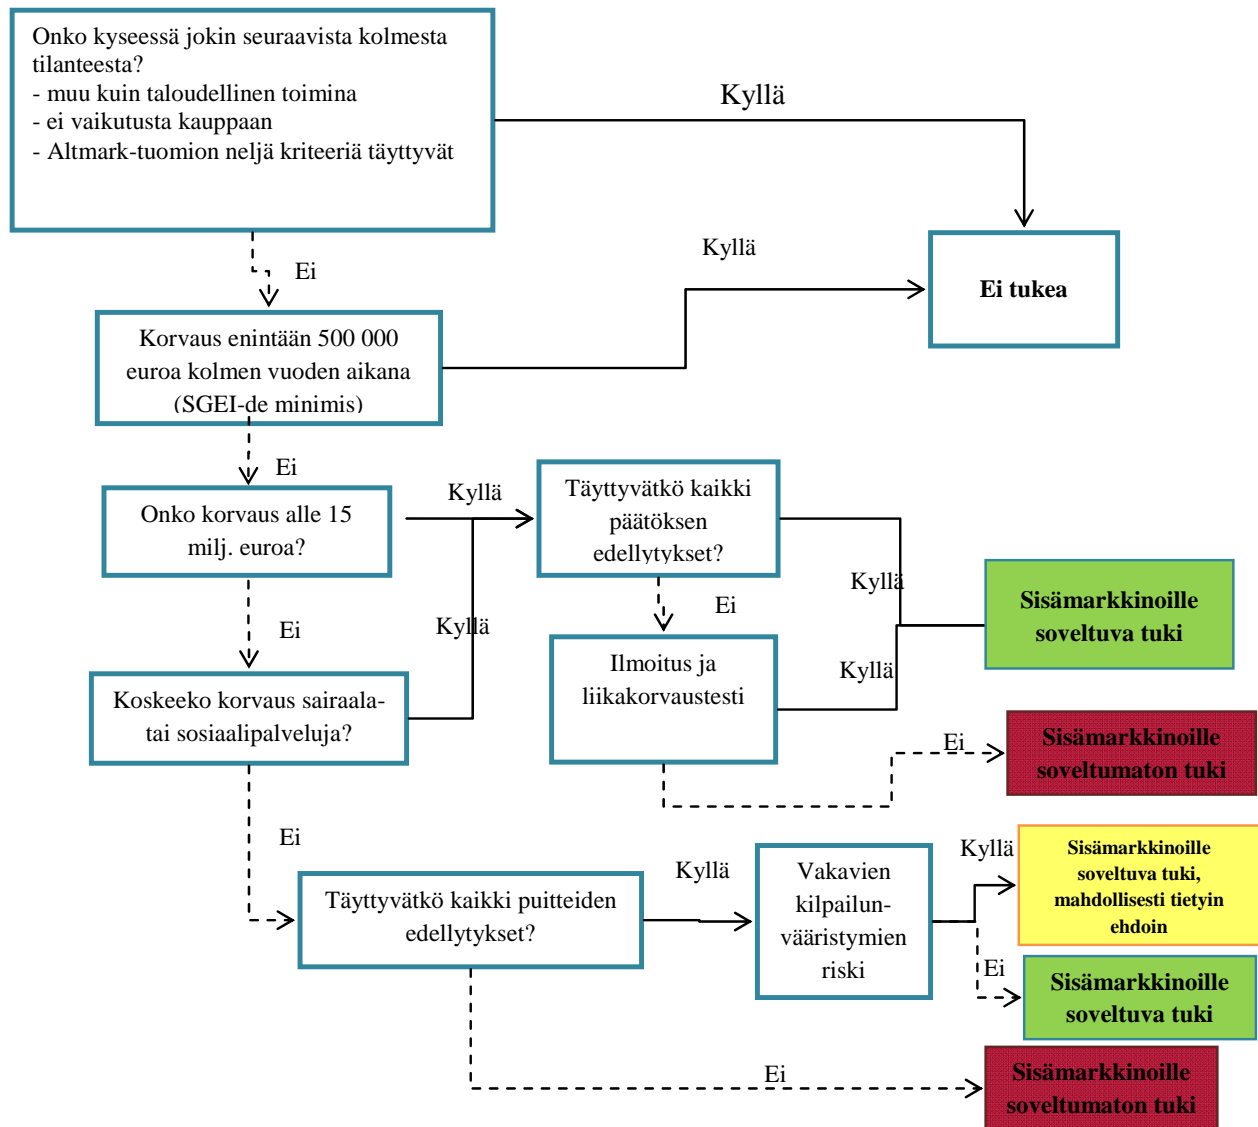 Onko kyseessä jokin seuraavista kolmesta
tilanteesta?
- muu kuin taloudellinen toimina
- ei vaikutusta kauppaan
- Altmark-tuomion neljä kriteeriä täyttyvät
Kyllä
Ei
Kyllä
Ei tukea
Korvaus enintään 500 000
euroa kolmen vuoden aikana
(SGEI-de minimis)
Ei
Onko korvaus alle 15
milj. euroa?
Kyllä
Täyttyvätkö kaikki
päätöksen
edellytykset?
Kyllä
Ei
Ei
Kyllä
Sisämarkkinoille
soveltuva tuki
Koskeeko korvaus sairaala-
tai sosiaalipalveluja?
Ilmoitus ja
liikakorvaustesti
Kyllä
Ei
Sisämarkkinoille
soveltumaton tuki
Ei
Täyttyvätkö kaikki puitteiden
edellytykset?
Kyllä
Vakavien
kilpailun-
vääristymien
riski
Kyllä
Sisämarkkinoille
soveltuva tuki,
mahdollisesti tietyin
ehdoin
Ei
Sisämarkkinoille
soveltuva tuki
Ei
Sisämarkkinoille
soveltumaton tuki